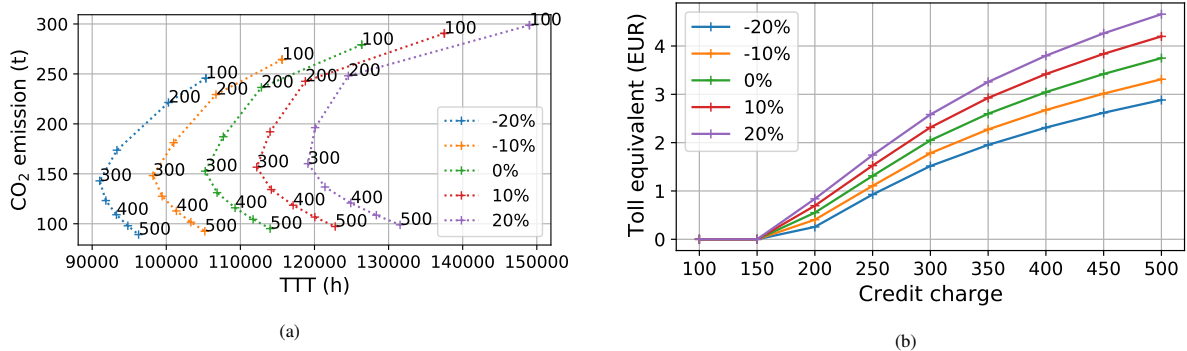 300
250
200
150
100
CO2 emission (t)
90000 100000 110000 120000 130000 140000 150000
T̅T̅T̅ (h)
100 200 300 400 500
100 200 300 400 500
100 200 300 400 500
100 200 300 400 500
100 200 300 400 500
-20%
-10%
0%
10%
20%
(a)
4
3
2
1
0
Toll equivalent (EUR)
100 150 200 250 300 350 400 450 500
Credit charge
-20%
-10%
0%
10%
20%
(b)